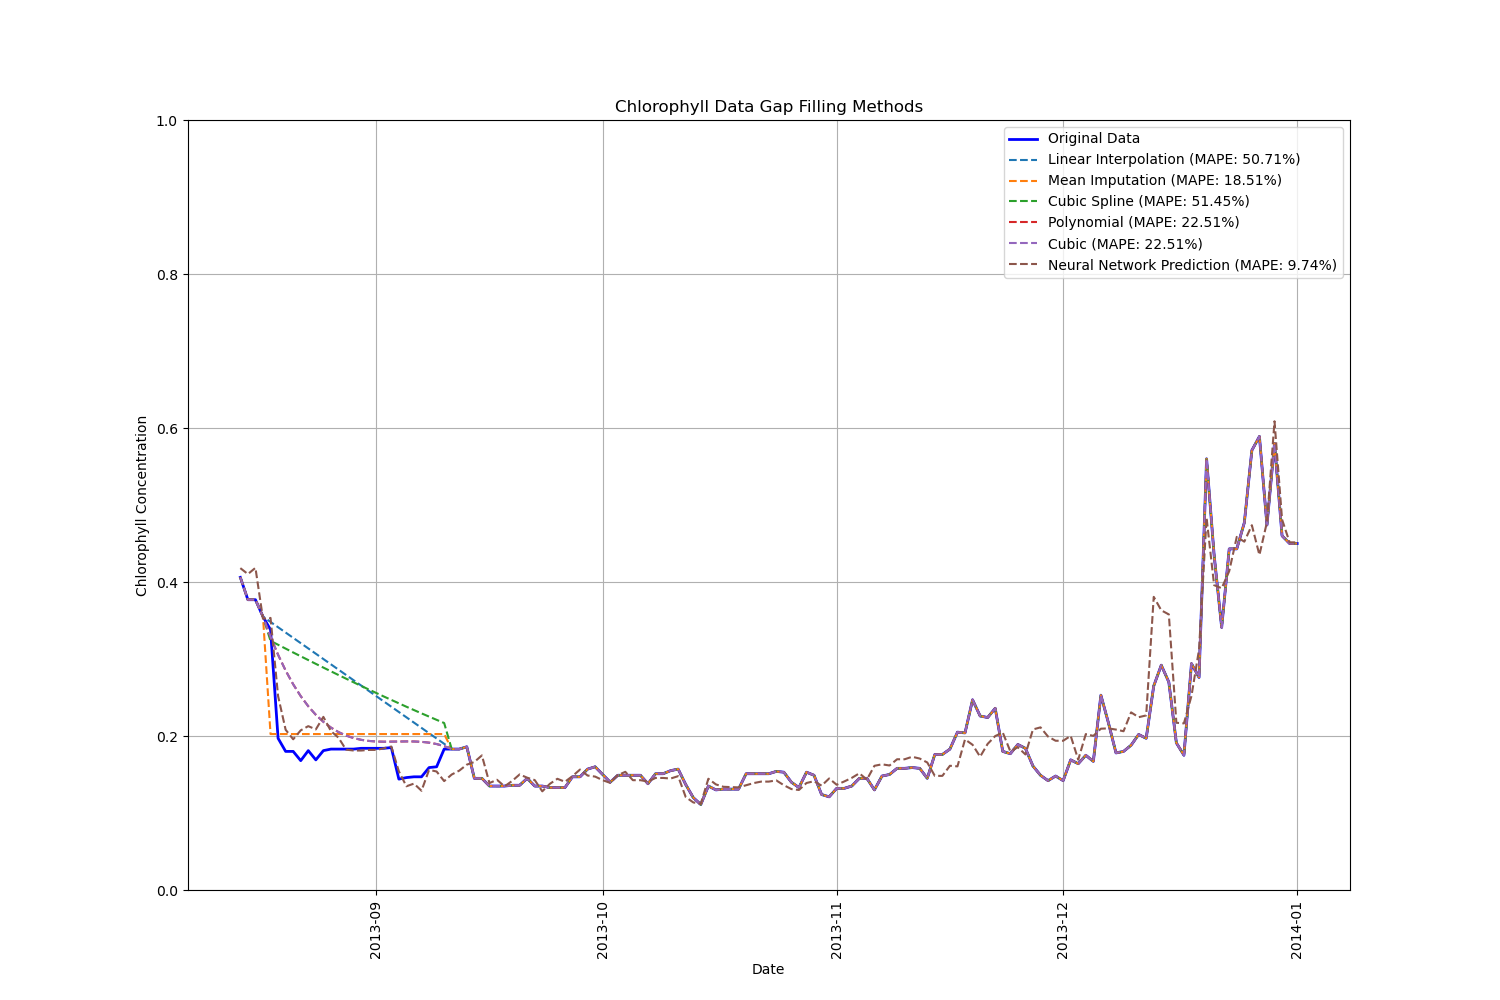 Chlorophyll Data Gap Filling Methods
Original Data
Linear Interpolation (MAPE: 50.71%)
Mean Imputation (MAPE: 18.51%)
Cubic Spline (MAPE: 51.45%)
Polynomial (MAPE: 22.51%)
Cubic (MAPE: 22.51%)
Neural Network Prediction (MAPE: 9.74%)
Chlorophyll Concentration
1.0
0.8
0.6
0.4
0.2
0.0
2013-09
2013-10
2013-11
2013-12
2014-01
Date